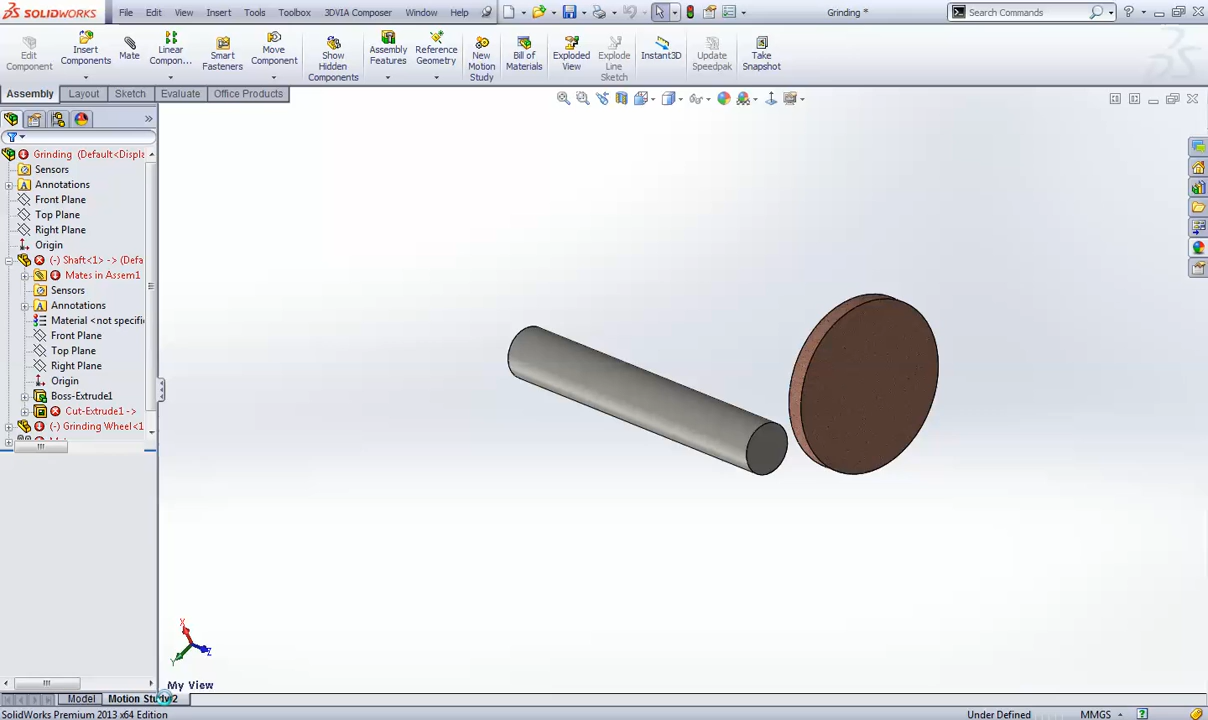 SOLIDWORKS File Edit View Insert Tools Toolbox 3DVIA Composer Window Help Grinding * Search Commands
Edit Component
Insert Components
Mate
Linear Compon...
Smart Fasteners
Move Component
Show Hidden Components
Assembly Features
Reference Geometry
New Motion Study
Bill of Materials
Exploded View
Explode Line Sketch
Instant3D
Update Speedpak
Take Snapshot
Assembly Layout Sketch Evaluate Office Products
Grinding (Default<Displa
Sensors
Annotations
Front Plane
Top Plane
Right Plane
Origin
(-) Shaft<1> -> (Defa
Mates in Assem1
Sensors
Annotations
Material <not specifi
Front Plane
Top Plane
Right Plane
Origin
Boss-Extrude1
Cut-Extrude1 ->
(-) Grinding Wheel<1
X
Y
Z
My View
Model Motion Study 2
SolidWorks Premium 2013 x64 Edition Under Defined MMGS